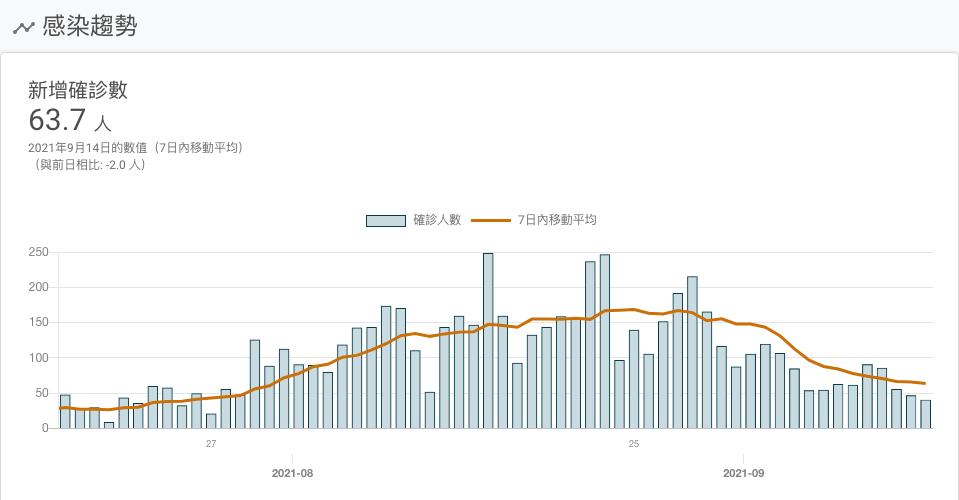 感染趨勢
新增確診數
63.7 人
2021年9月14日的數值（7日內移動平均）
（與前日相比: -2.0 人）
確診人數 7日內移動平均
250
200
150
100
50
0
27 25
2021-08 2021-09